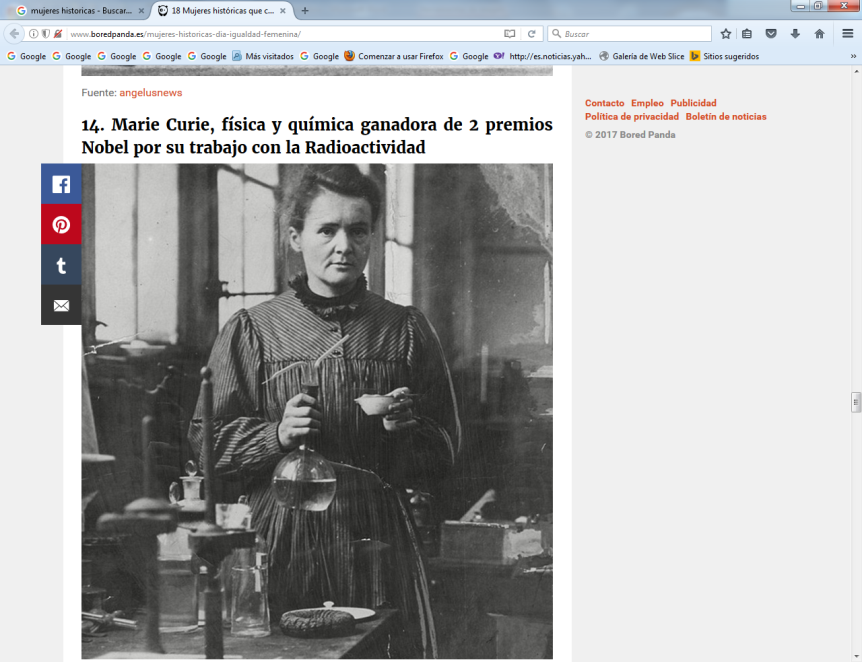 mujeres historicas - Buscar...
18 Mujeres históricas que c...
www.boredpanda.es/mujeres-historicas-dia-igualdad-femenina/
Buscar
Google Google Google Google Google Más visitados Google Comenzar a usar Firefox Google http://es.noticias.yah... Galería de Web Slice Sitios sugeridos
Fuente: angelusnews
14. Marie Curie, física y química ganadora de 2 premios
Nobel por su trabajo con la Radioactividad
Contacto Empleo Publicidad
Política de privacidad Boletín de noticias
© 2017 Bored Panda